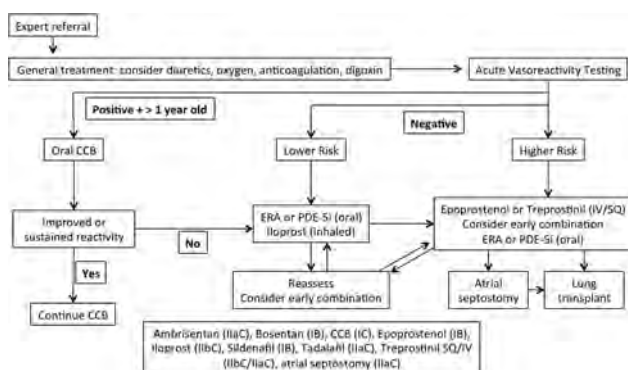 Expert referral
General treatment: consider diuretics, oxygen, anticoagulation, digoxin
Acute Vasoreactivity Testing
Positive + > 1 year old
Negative
Oral CCB
Lower Risk
Higher Risk
Improved or
sustained reactivity
No
ERA or PDE-5i (oral)
Iloprost (inhaled)
Epoprostenol or Treprostinil (IV/SQ)
Consider early combination
ERA or PDE-5i (oral)
Yes
Reassess
Consider early combination
Atrial
septostomy
Lung
transplant
Continue CCB
Ambrisentan (IIaC), Bosentan (IB), CCB (IC), Epoprostenol (IB),
Iloprost (IIbC), Sildenafil (IB), Tadalafil (IIaC), Treprostinil SQ/IV
(IIbC/IIaC), atrial septostomy (IIaC)